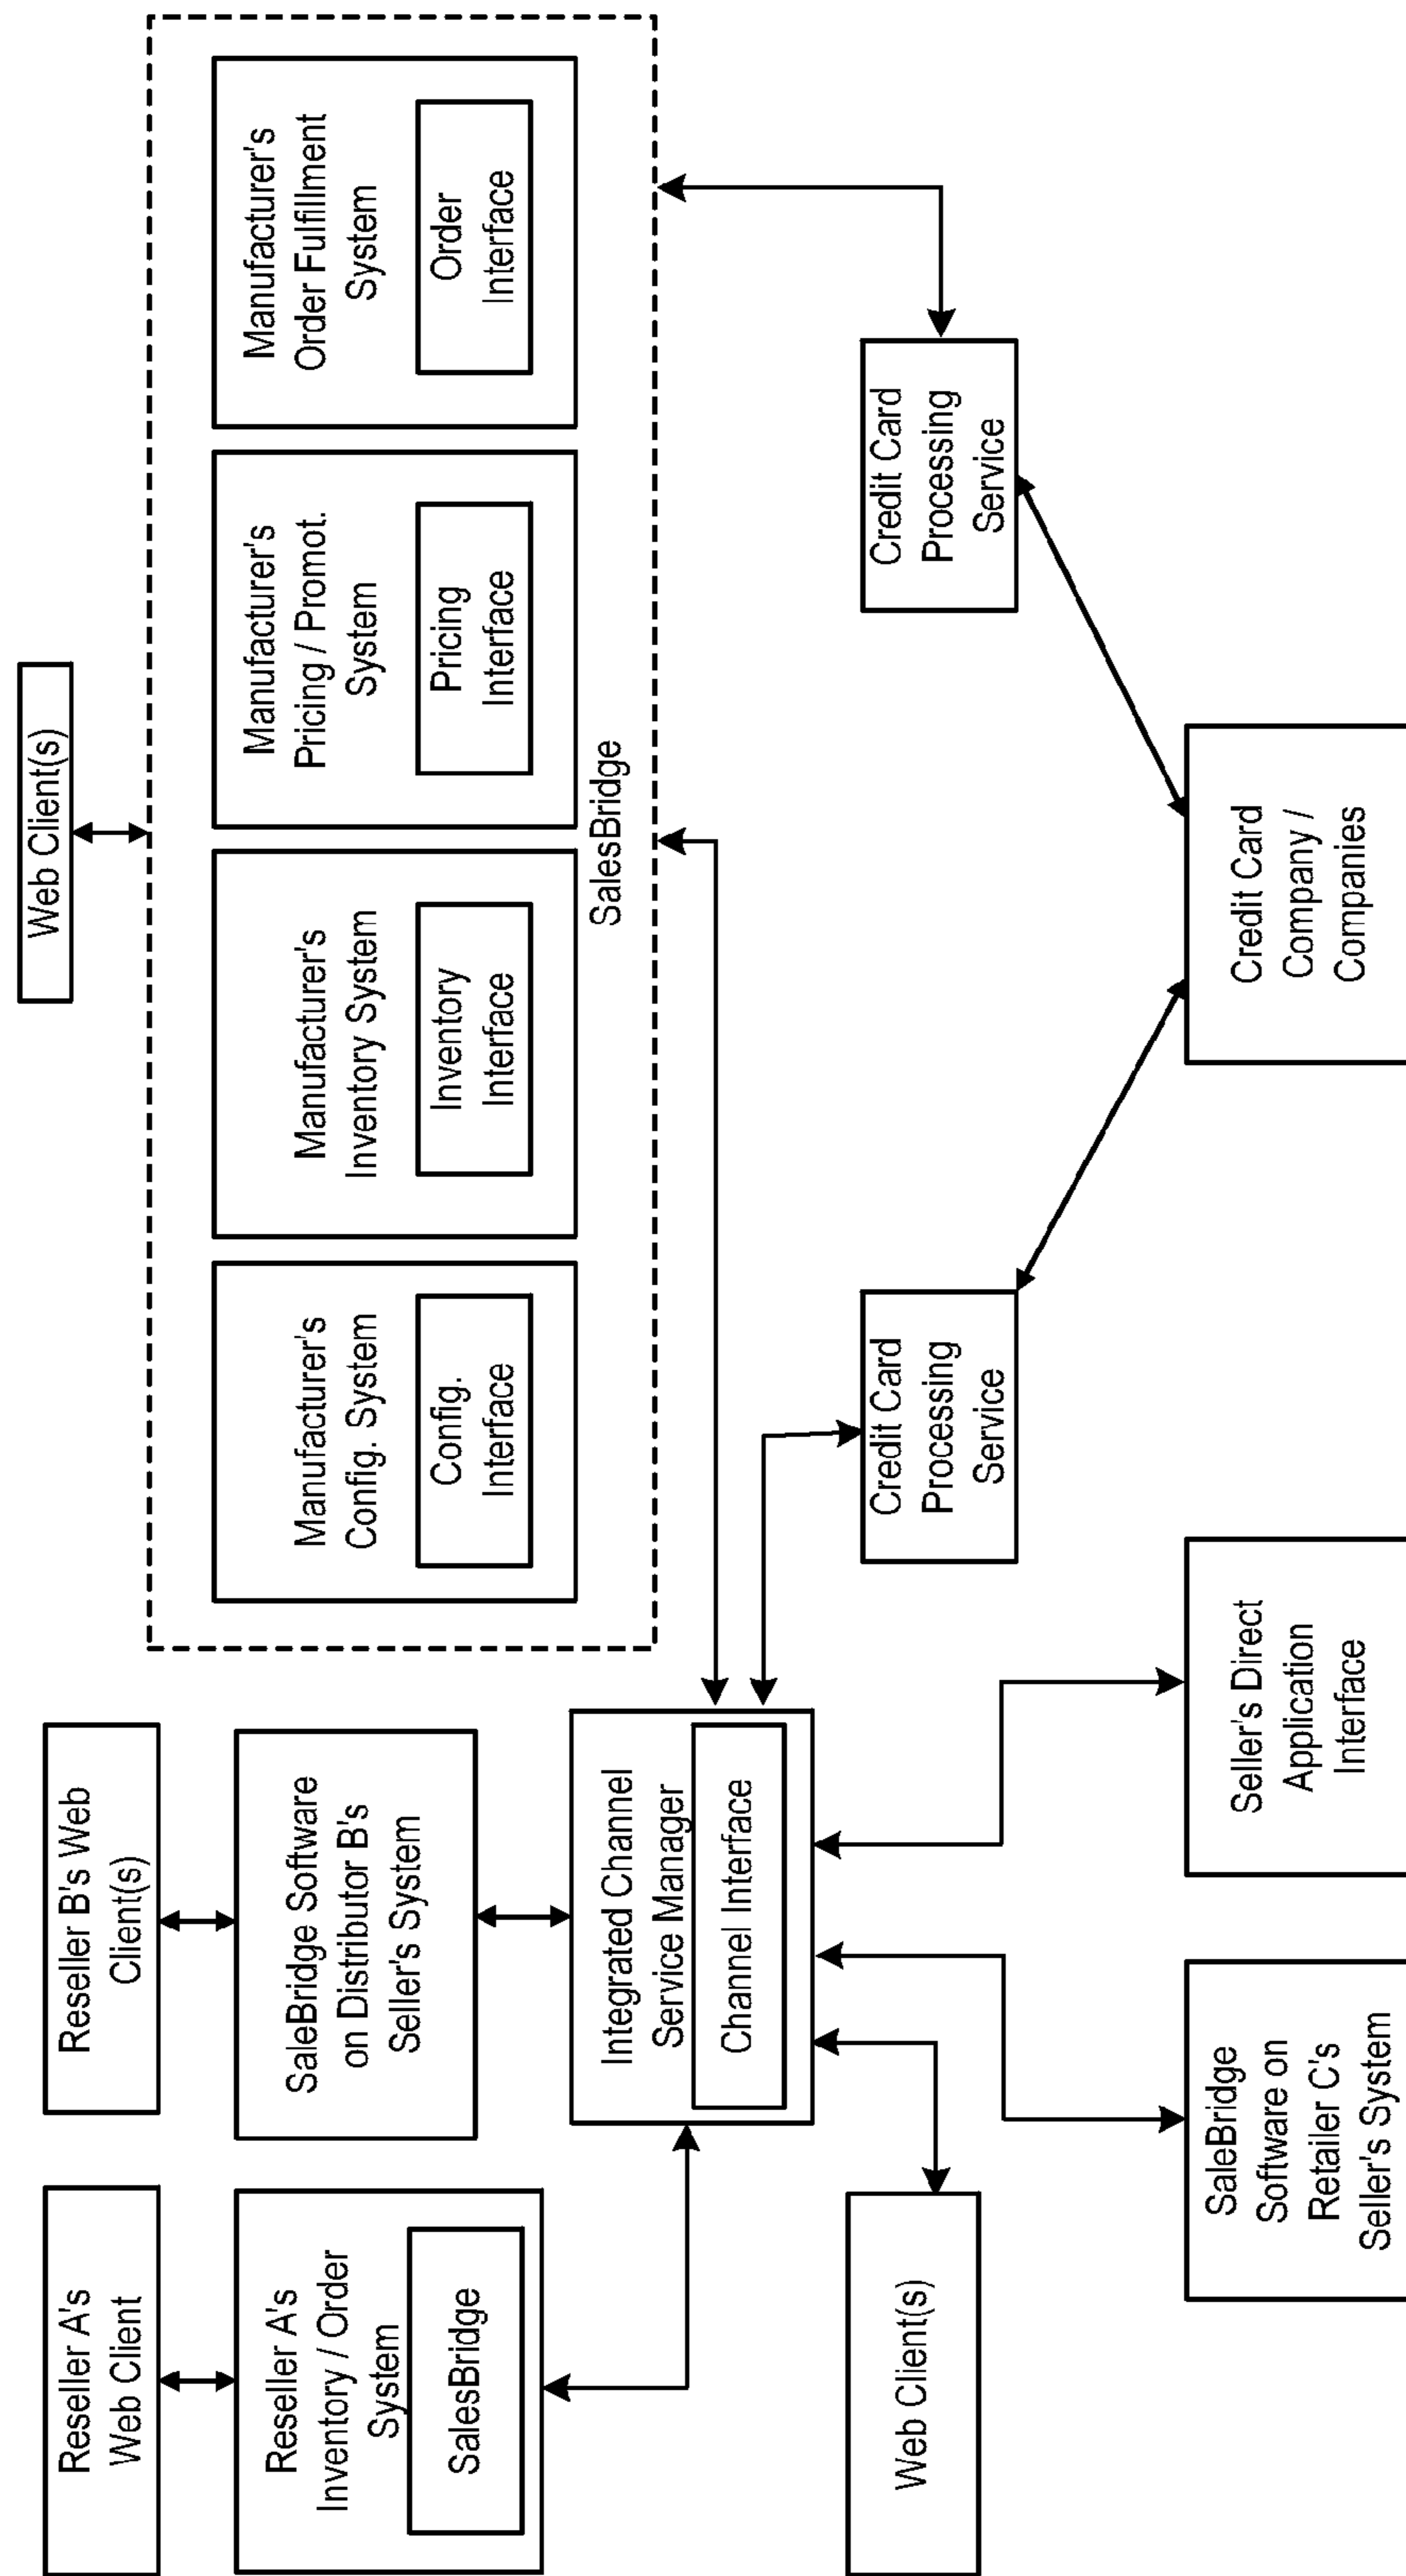 Reseller A's
Web Client
Reseller B's Web
Client(s)
Web Client(s)
Reseller A's
Inventory / Order
System
SalesBridge
SaleBridge Software
on Distributor B's
Seller's System
Manufacturer's
Config. System
Config.
Interface
Manufacturer's
Inventory System
Inventory
Interface
Manufacturer's
Pricing / Promot.
System
Pricing
Interface
Manufacturer's
Order Fulfillment
System
Order
Interface
SalesBridge
Integrated Channel
Service Manager
Channel Interface
Web Client(s)
Credit Card
Processing
Service
Credit Card
Processing
Service
SaleBridge
Software on
Retailer C's
Seller's System
Seller's Direct
Application
Interface
Credit Card
Company /
Companies